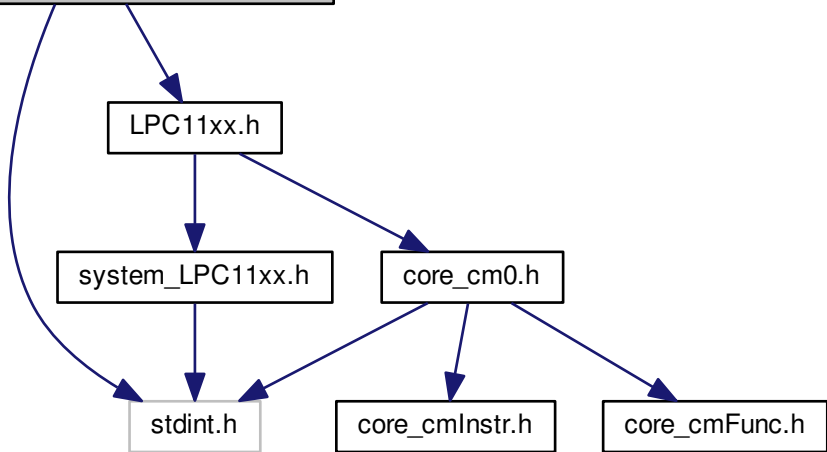 LPC11xx.h
system_LPC11xx.h
core_cm0.h
stdint.h
core_cmInstr.h
core_cmFunc.h